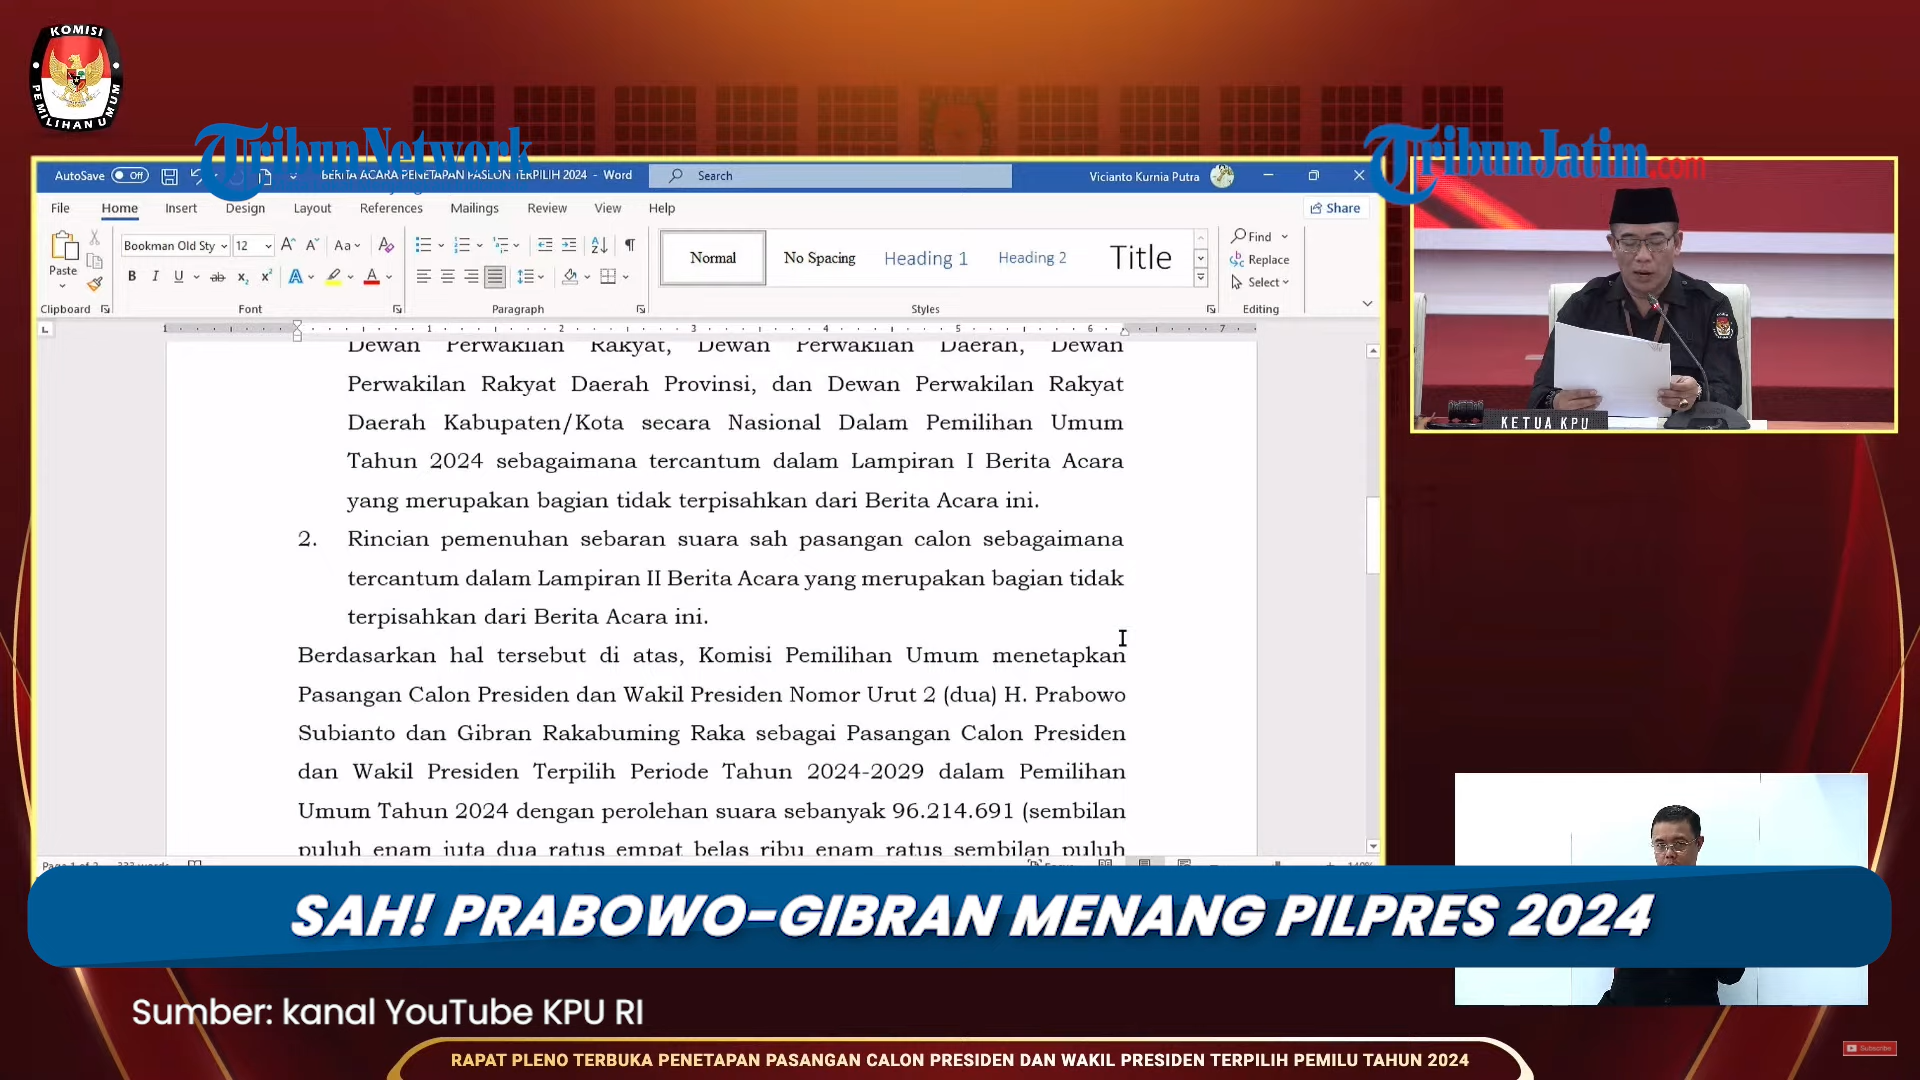 KOMISI
PEMILIHAN UMUM
TribunNetwork
TribunJatim.com
AutoSave Off
BERITA ACARA PENETAPAN PASLON TERPILIH 2024 - Word
Search
Vicianto Kurnia Putra
File Home Insert Design Layout References Mailings Review View Help
Share
Paste
Bookman Old Sty 12
Normal
No Spacing
Heading 1
Heading 2
Title
Find
Replace
Select
Clipboard
Font
Paragraph
Styles
Editing
1 1 2 3 4 5 6 7
Dewan Perwakilan Rakyat, Dewan Perwakilan Daerah, Dewan
Perwakilan Rakyat Daerah Provinsi, dan Dewan Perwakilan Rakyat
Daerah Kabupaten/Kota secara Nasional Dalam Pemilihan Umum
Tahun 2024 sebagaimana tercantum dalam Lampiran I Berita Acara
yang merupakan bagian tidak terpisahkan dari Berita Acara ini.
2. Rincian pemenuhan sebaran suara sah pasangan calon sebagaimana
tercantum dalam Lampiran II Berita Acara yang merupakan bagian tidak
terpisahkan dari Berita Acara ini.
Berdasarkan hal tersebut di atas, Komisi Pemilihan Umum menetapkan
Pasangan Calon Presiden dan Wakil Presiden Nomor Urut 2 (dua) H. Prabowo
Subianto dan Gibran Rakabuming Raka sebagai Pasangan Calon Presiden
dan Wakil Presiden Terpilih Periode Tahun 2024-2029 dalam Pemilihan
Umum Tahun 2024 dengan perolehan suara sebanyak 96.214.691 (sembilan
puluh enam juta dua ratus empat belas ribu enam ratus sembilan puluh
KETUA KPU
SAH! PRABOWO-GIBRAN MENANG PILPRES 2024
Sumber: kanal YouTube KPU RI
RAPAT PLENO TERBUKA PENETAPAN PASANGAN CALON PRESIDEN DAN WAKIL PRESIDEN TERPILIH PEMILU TAHUN 2024
Subscribe